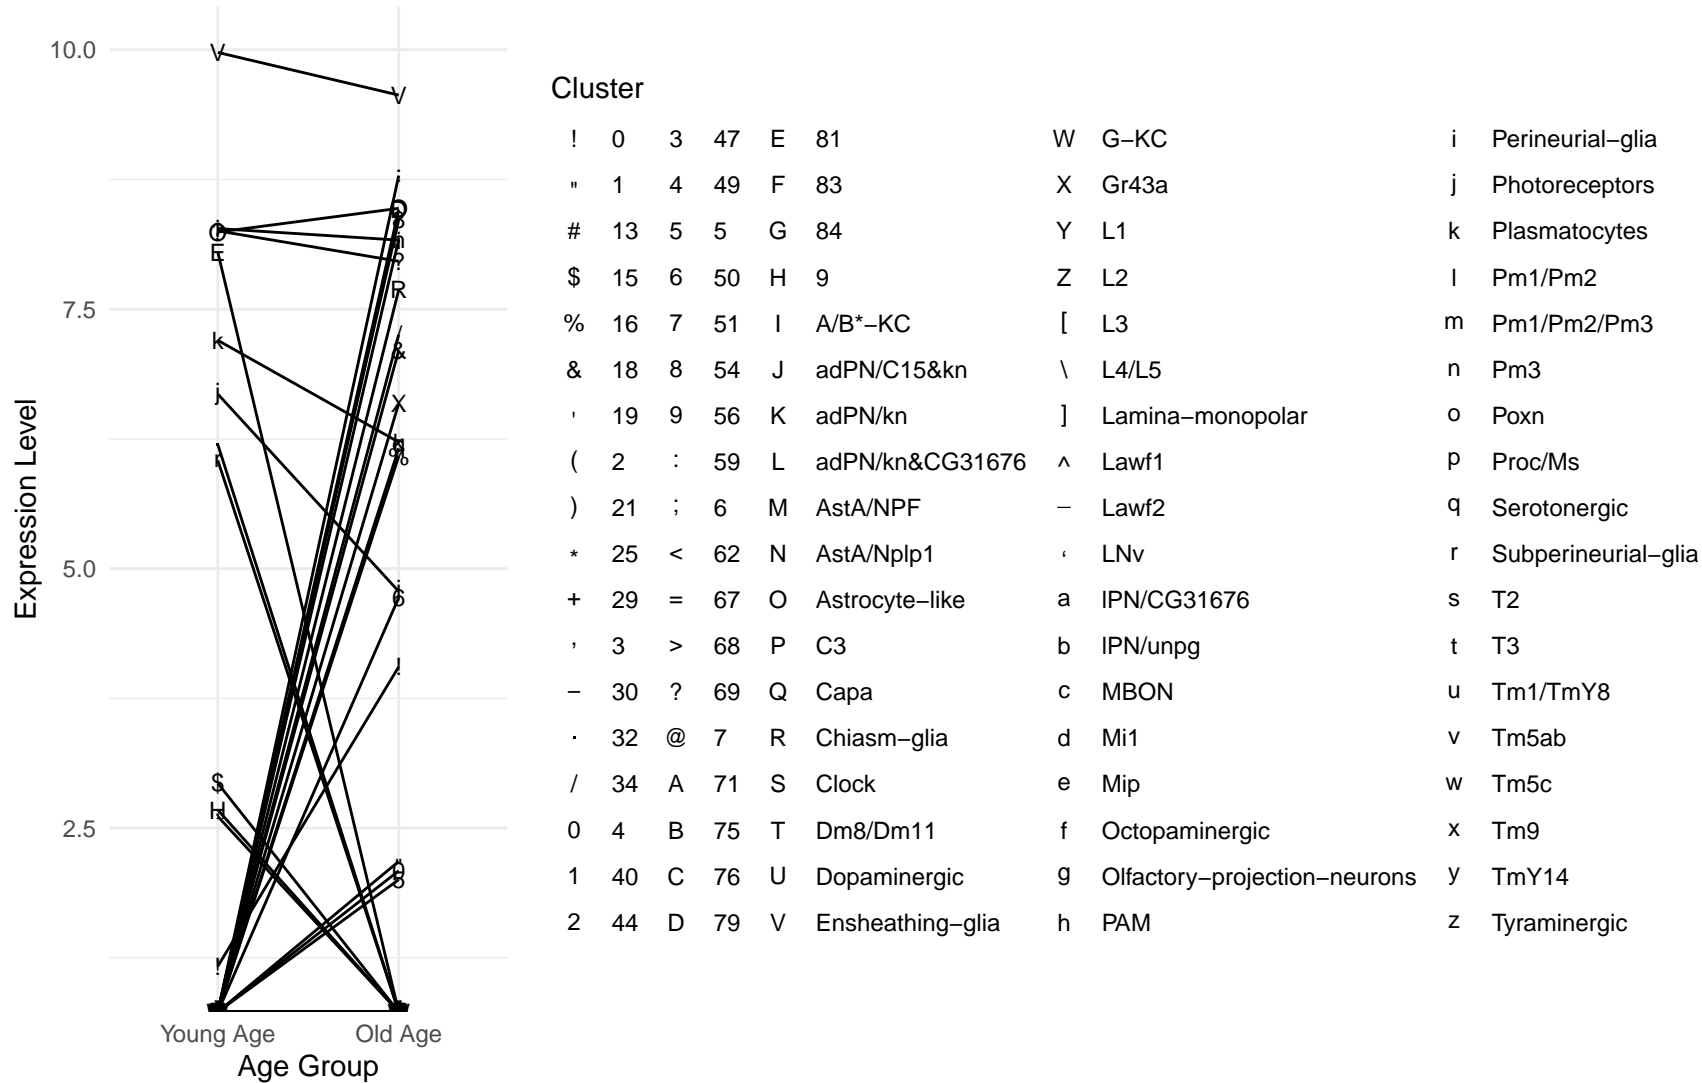 Cluster
! 0 3 47 E 81 W G−KC i Perineurial−glia
" 1 4 49 F 83 X Gr43a j Photoreceptors
# 13 5 5 G 84 Y L1 k Plasmatocytes
$ 15 6 50 H 9 Z L2 l Pm1/Pm2
% 16 7 51 I A/B*−KC [ L3 m Pm1/Pm2/Pm3
& 18 8 54 J adPN/C15&kn \ L4/L5 n Pm3
' 19 9 56 K adPN/kn ] Lamina−monopolar o Poxn
( 2 : 59 L adPN/kn&CG31676 ^ Lawf1 p Proc/Ms
) 21 ; 6 M AstA/NPF − Lawf2 q Serotonergic
* 25 < 62 N AstA/Nplp1 ‘ LNv r Subperineurial−glia
+ 29 = 67 O Astrocyte−like a lPN/CG31676 s T2
, 3 > 68 P C3 b lPN/unpg t T3
− 30 ? 69 Q Capa c MBON u Tm1/TmY8
. 32 @ 7 R Chiasm−glia d Mi1 v Tm5ab
/ 34 A 71 S Clock e Mip w Tm5c
0 4 B 75 T Dm8/Dm11 f Octopaminergic x Tm9
1 40 C 76 U Dopaminergic g Olfactory−projection−neurons y TmY14
2 44 D 79 V Ensheathing−glia h PAM z Tyraminergic
Expression Level
10.0
7.5
5.0
2.5
V V
O
E
k
j
r
$
H
!
?
R
/
&
X
k
%
j
6
!
Young Age Old Age
Age Group